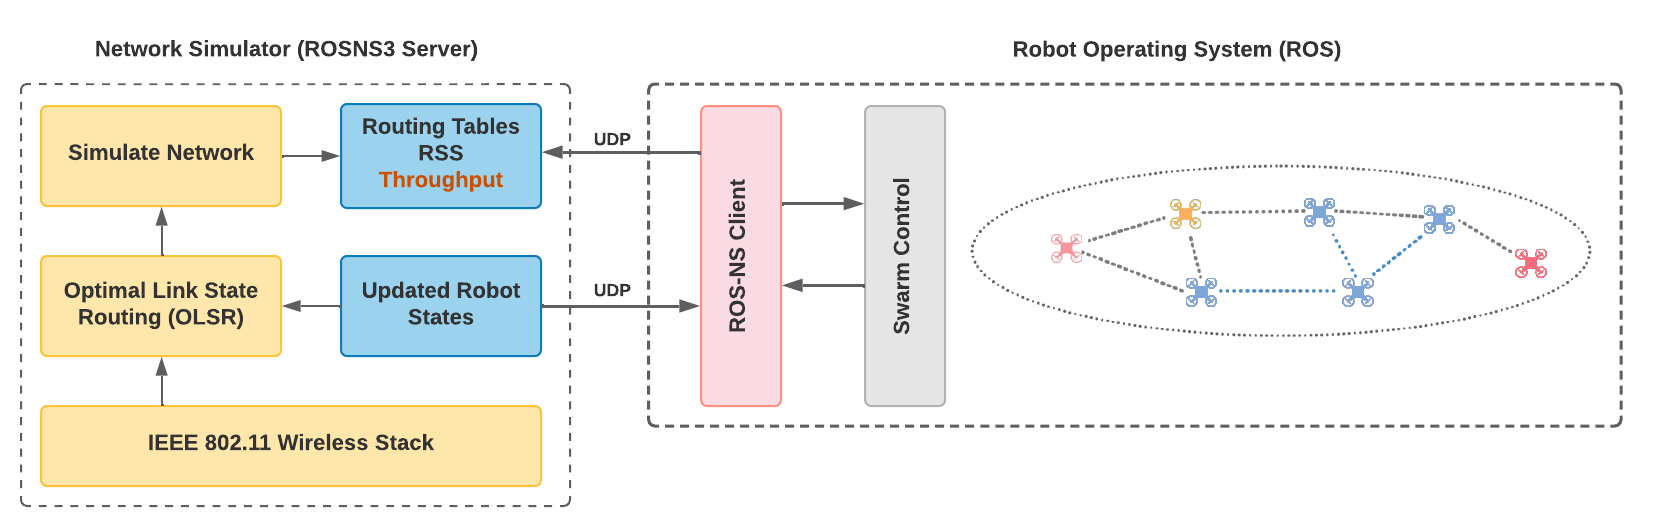 Network Simulator (ROSNS3 Server)
Robot Operating System (ROS)
Simulate Network
Routing Tables
RSS
Throughput
UDP
Optimal Link State
Routing (OLSR)
Updated Robot
States
UDP
IEEE 802.11 Wireless Stack
ROS-NS Client
Swarm Control